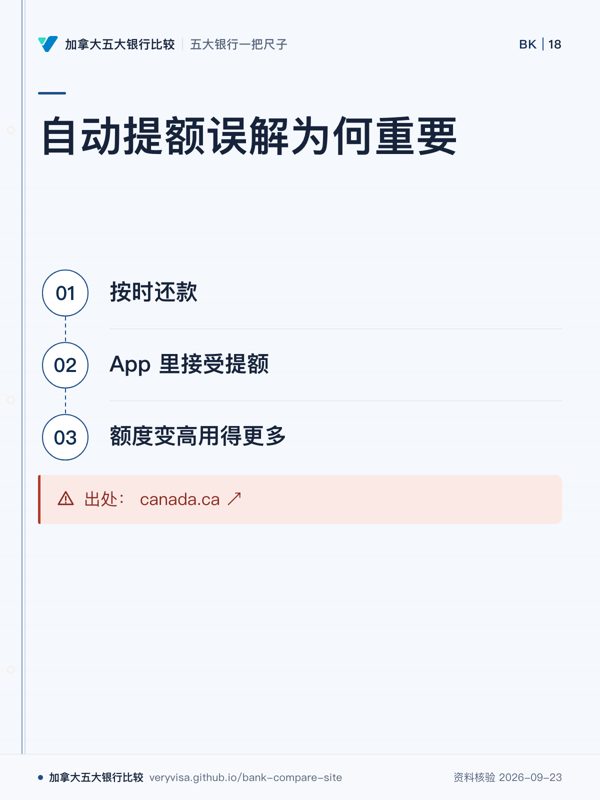 加拿大五大银行比较 | 五大银行一把尺子
BK | 18
自动提额误解为何重要
01 按时还款
02 App 里接受提额
03 额度变高用得更多
出处： canada.ca ↗
加拿大五大银行比较 veryvisa.github.io/bank-compare-site
资料核验 2026-09-23